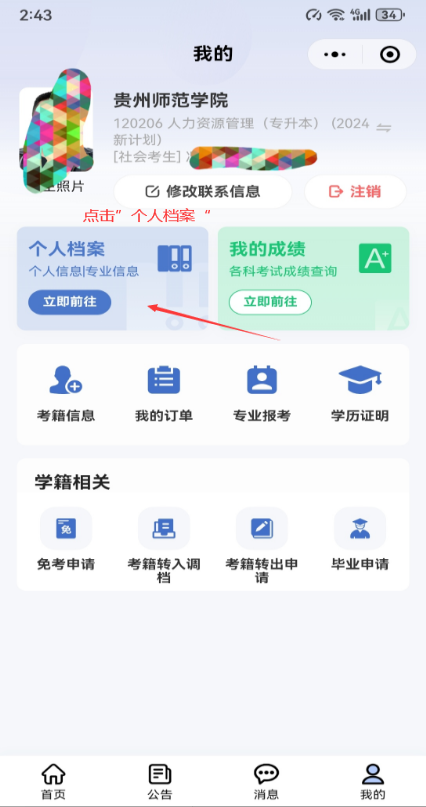 2:43
4G
34
我的
贵州师范学院
120206 人力资源管理（专升本）(2024
新计划)
[社会考生]
照片
修改联系信息
注销
点击”个人档案 “
个人档案
个人信息|专业信息
立即前往
我的成绩
各科考试成绩查询
立即前往
A+
考籍信息
我的订单
专业报考
学历证明
学籍相关
免
免考申请
考籍转入调
档
考籍转出申
请
毕业申请
首页
公告
消息
我的